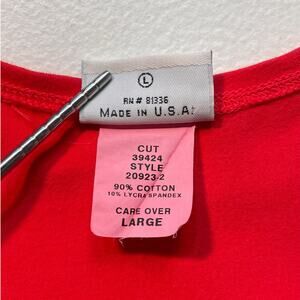 L
RN# 81336
MADE IN U.S.A.
CUT
39424
STYLE
20923-2
90% COTTON
10% LYCRA SPANDEX
CARE OVER
LARGE